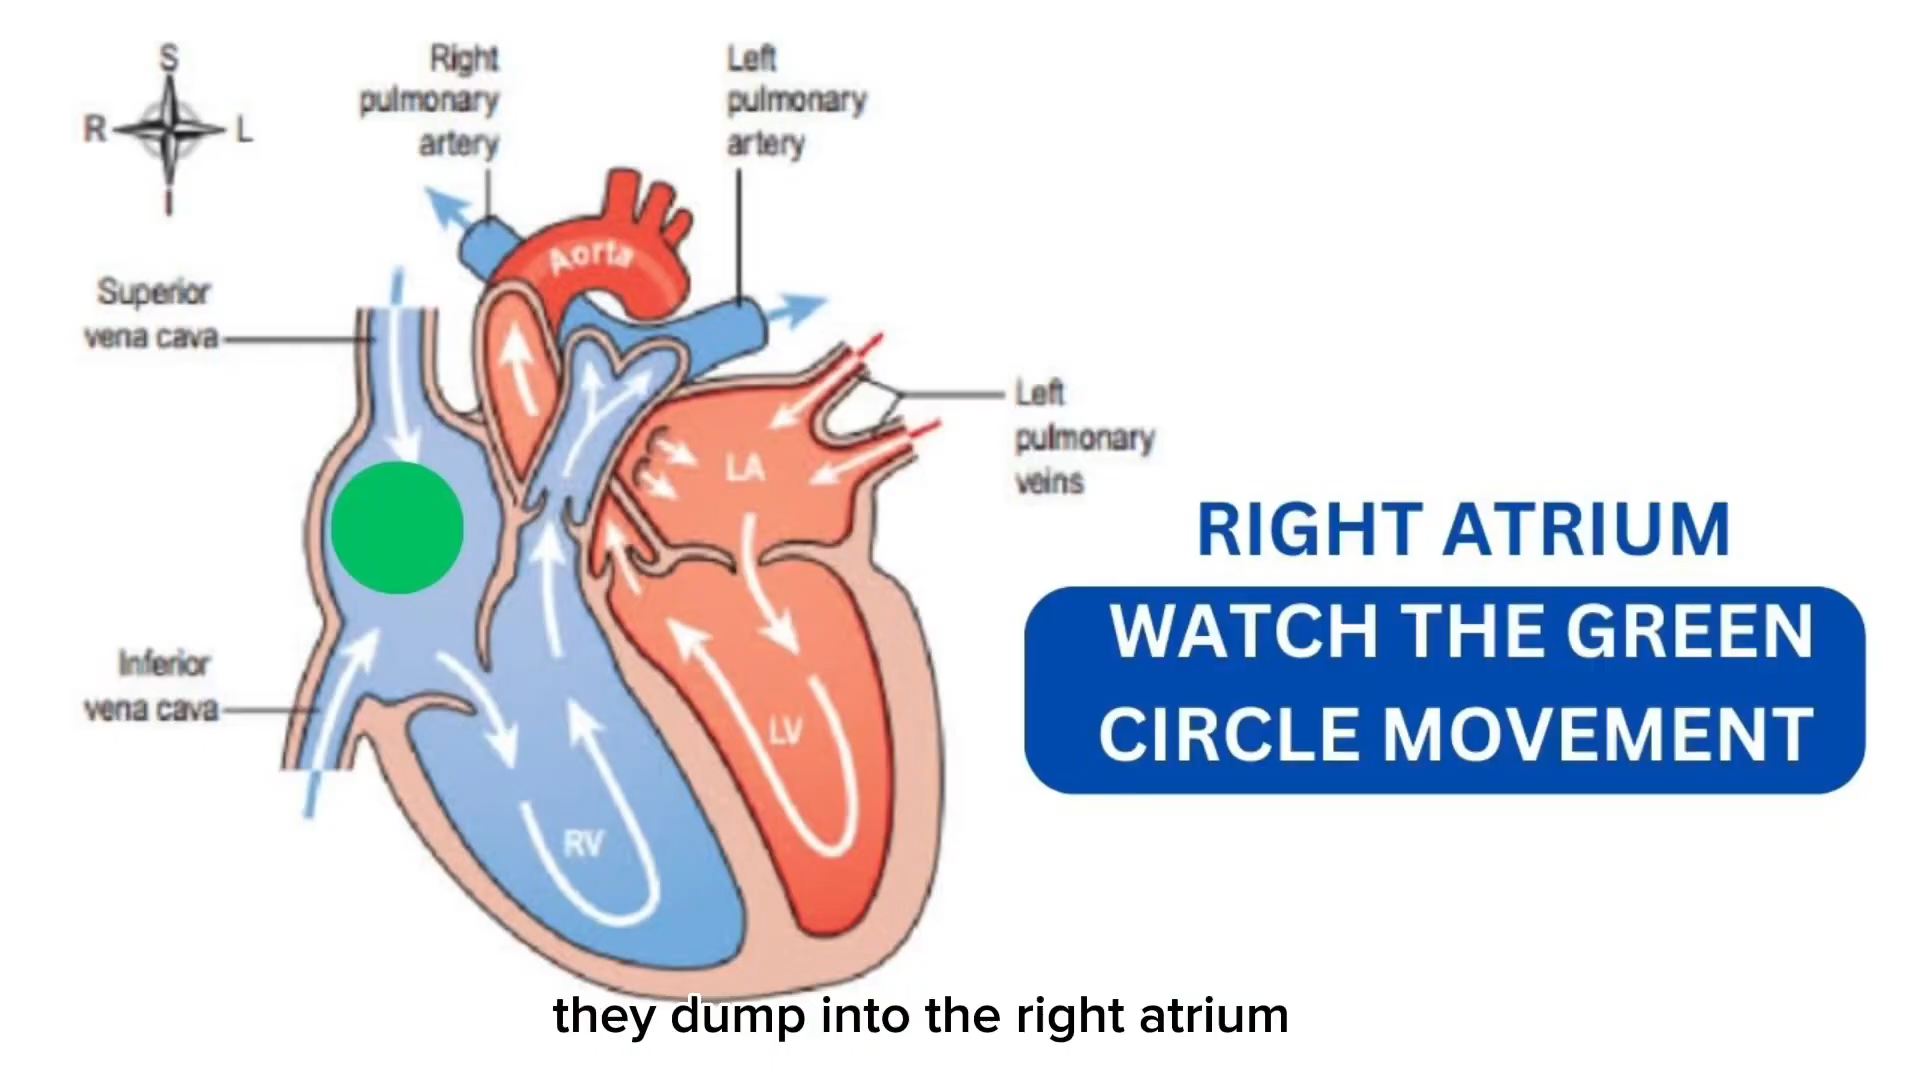 S
R
L
I
Right
pulmonary
artery
Left
pulmonary
artery
Aorta
Superior
vena cava
Left
pulmonary
veins
LA
RIGHT ATRIUM
WATCH THE GREEN
CIRCLE MOVEMENT
Inferior
vena cava
LV
RV
they dump into the right atrium